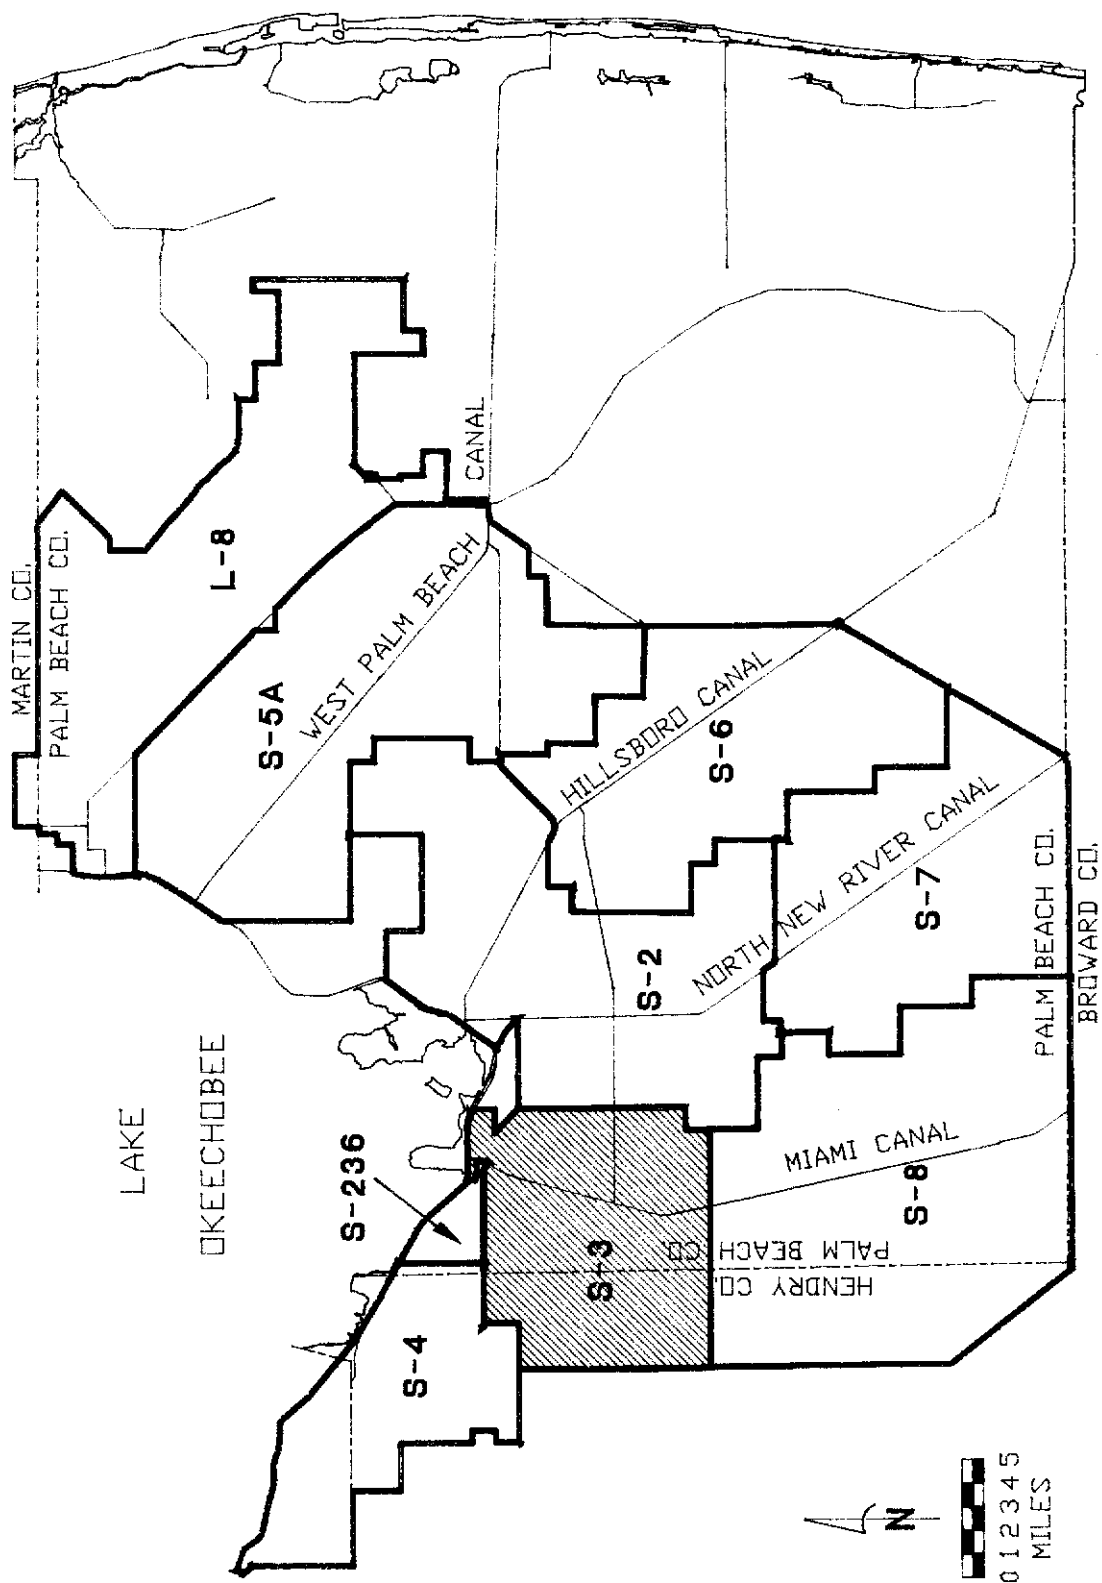 MARTIN CO.
PALM BEACH CO.
L-8
LAKE
OKEECHOBEE
S-5A
WEST PALM BEACH
CANAL
S-236
S-4
S-3
S-2
HILLSBORO CANAL
S-6
NORTH NEW RIVER CANAL
S-7
MIAMI CANAL
S-8
HENDRY CO.
PALM BEACH CO.
PALM BEACH CO.
BROWARD CO.
N
0 1 2 3 4 5
MILES